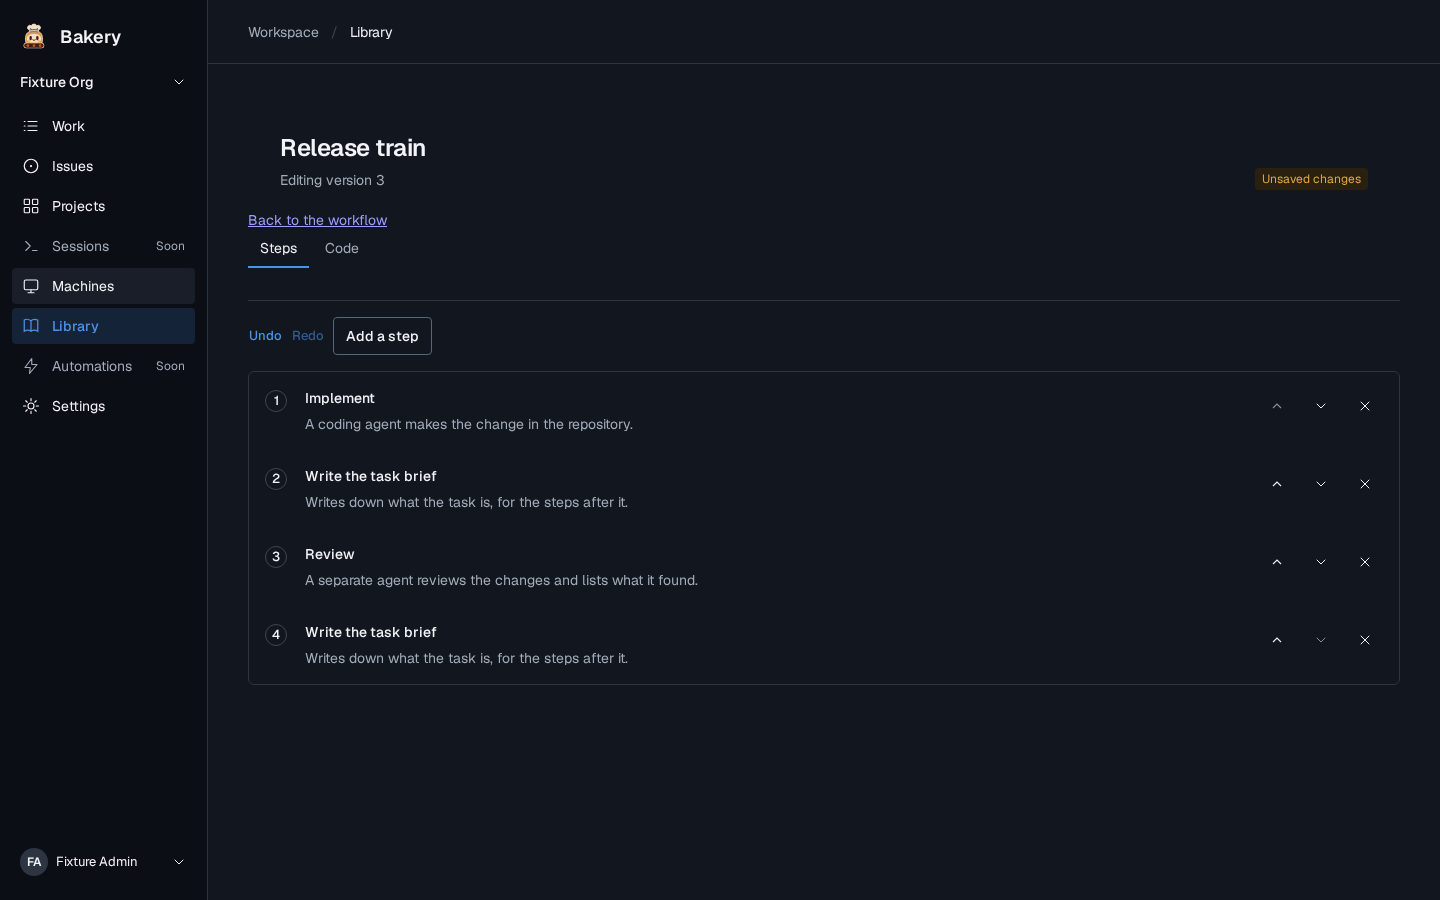 Bakery
Fixture Org
Work
Issues
Projects
Sessions Soon
Machines
Library
Automations Soon
Settings
FA Fixture Admin
Workspace / Library
Release train
Editing version 3
Unsaved changes
Back to the workflow
Steps Code
Undo Redo Add a step
1 Implement
A coding agent makes the change in the repository.
2 Write the task brief
Writes down what the task is, for the steps after it.
3 Review
A separate agent reviews the changes and lists what it found.
4 Write the task brief
Writes down what the task is, for the steps after it.